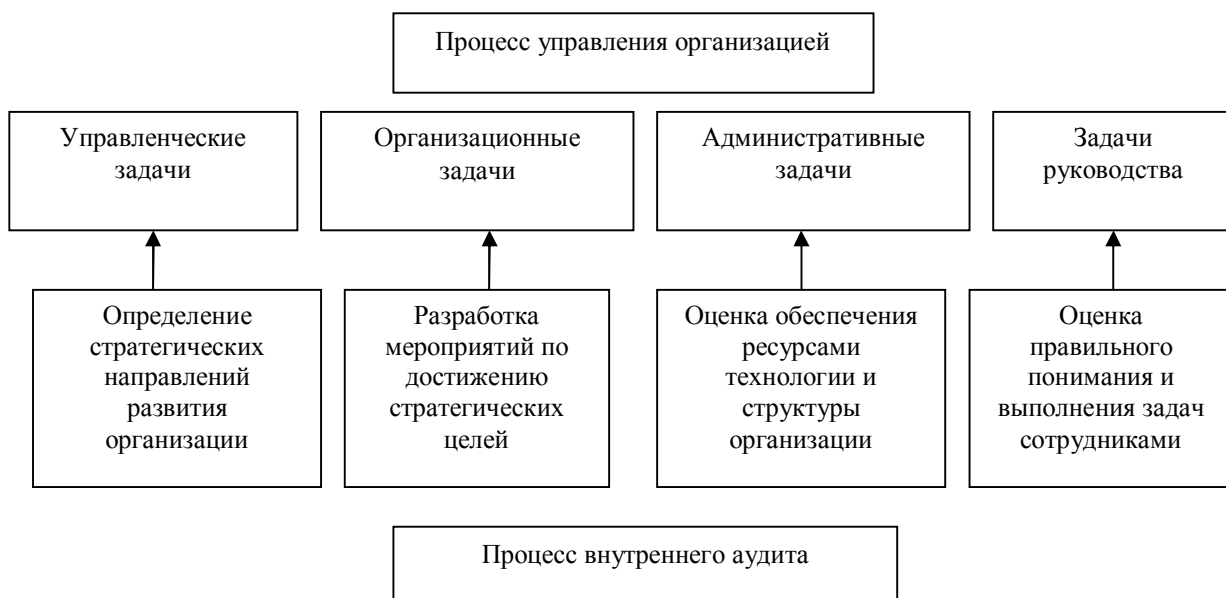 Процесс управления организацией
Управленческие
задачи
Организационные
задачи
Административные
задачи
Задачи
руководства
Определение
стратегических
направлений
развития
организации
Разработка
мероприятий по
достижению
стратегических
целей
Оценка обеспечения
ресурсами
технологии и
структуры
организации
Оценка
правильного
понимания и
выполнения задач
сотрудниками
Процесс внутреннего аудита